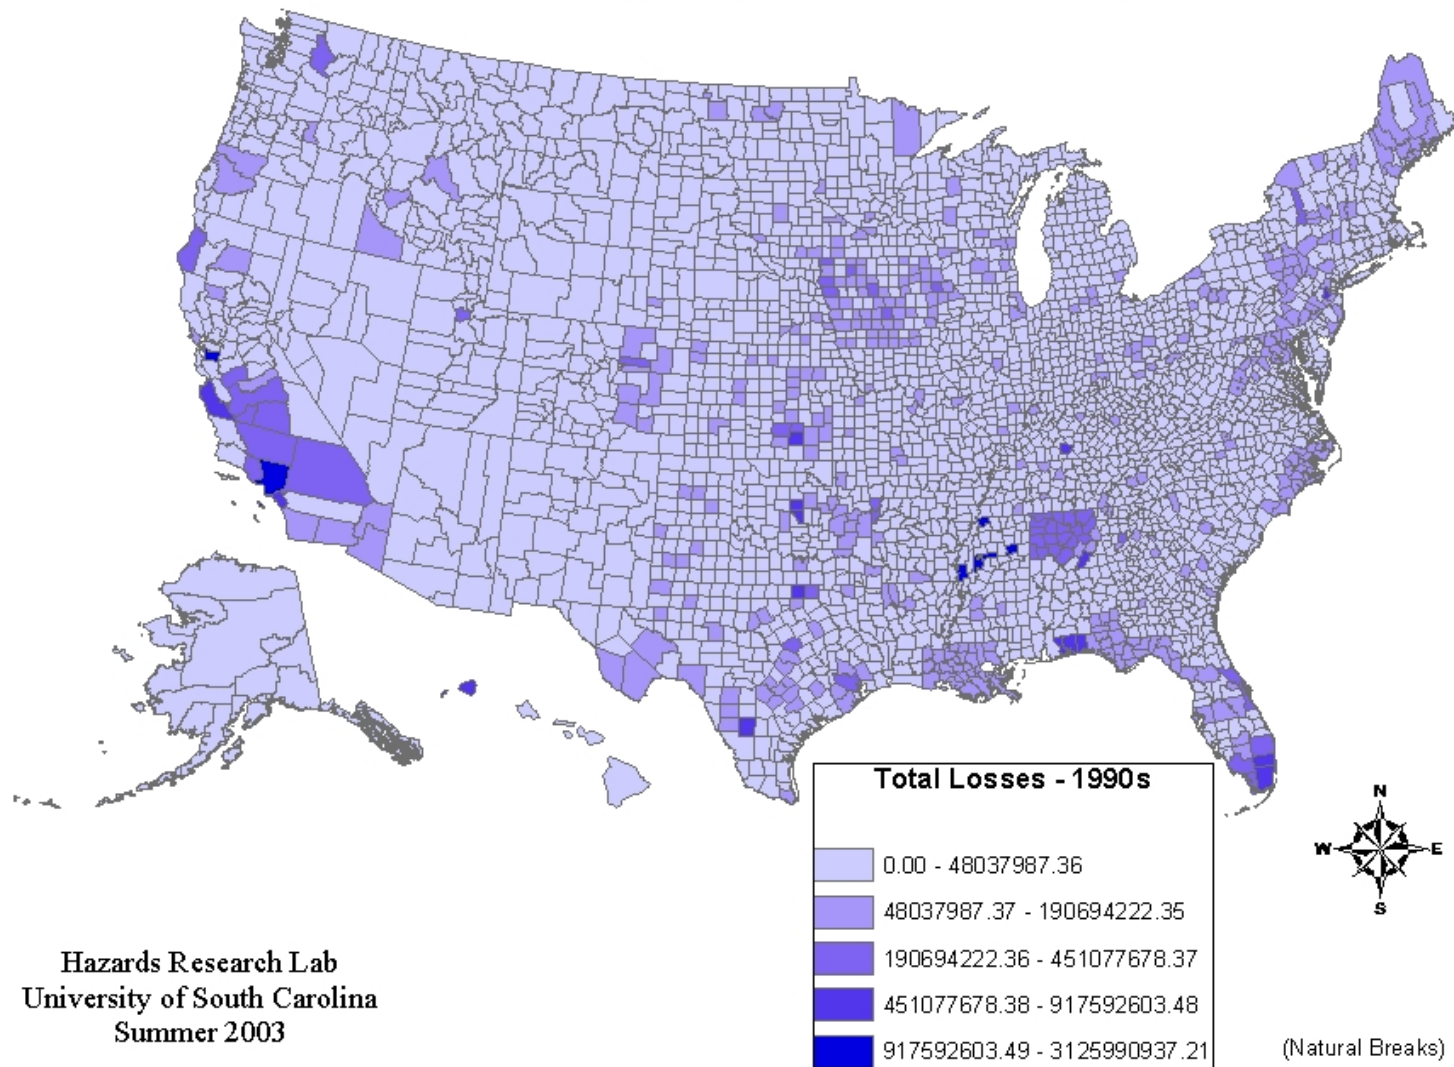 Total Losses - 1990s
0.00 - 48037987.36
48037987.37 - 190694222.35
190694222.36 - 451077678.37
451077678.38 - 917592603.48
917592603.49 - 3125990937.21
N
W E
S
Hazards Research Lab
University of South Carolina
Summer 2003
(Natural Breaks)